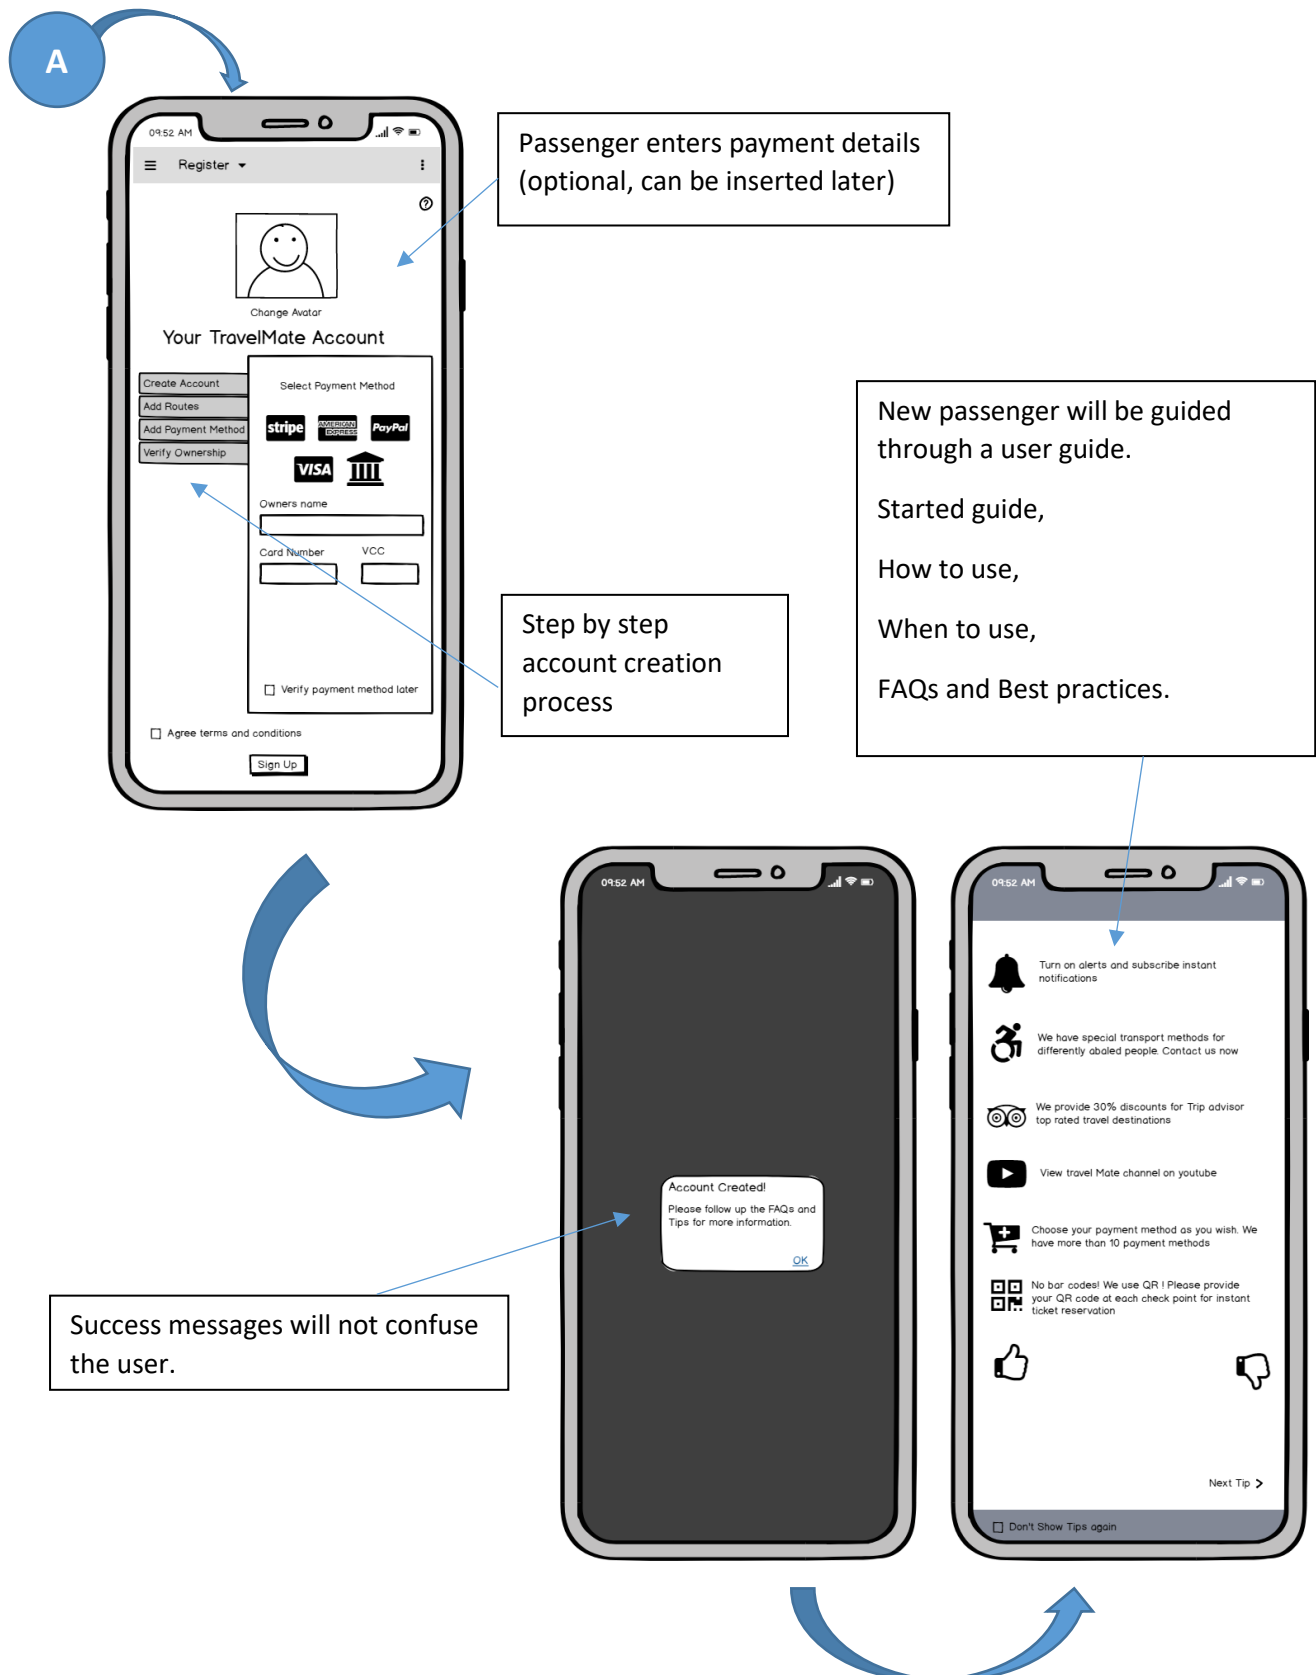 A
09:52 AM
Register
Change Avatar
Your TravelMate Account
Create Account
Add Routes
Add Payment Method
Verify Ownership
Select Payment Method
stripe
AMERICAN
EXPRESS
PayPal
VISA
Owners name
Card Number
VCC
Verify payment method later
Agree terms and conditions
Sign Up
Passenger enters payment details
(optional, can be inserted later)
Step by step
account creation
process
New passenger will be guided
through a user guide.
Started guide,
How to use,
When to use,
FAQs and Best practices.
09:52 AM
Account Created!
Please follow up the FAQs and
Tips for more information.
OK
Success messages will not confuse
the user.
09:52 AM
Turn on alerts and subscribe instant
notifications
We have special transport methods for
differently abaled people. Contact us now
We provide 30% discounts for Trip advisor
top rated travel destinations
View travel Mate channel on youtube
Choose your payment method as you wish. We
have more than 10 payment methods
No bar codes! We use QR ! Please provide
your QR code at each check point for instant
ticket reservation
Next Tip >
Don't Show Tips again